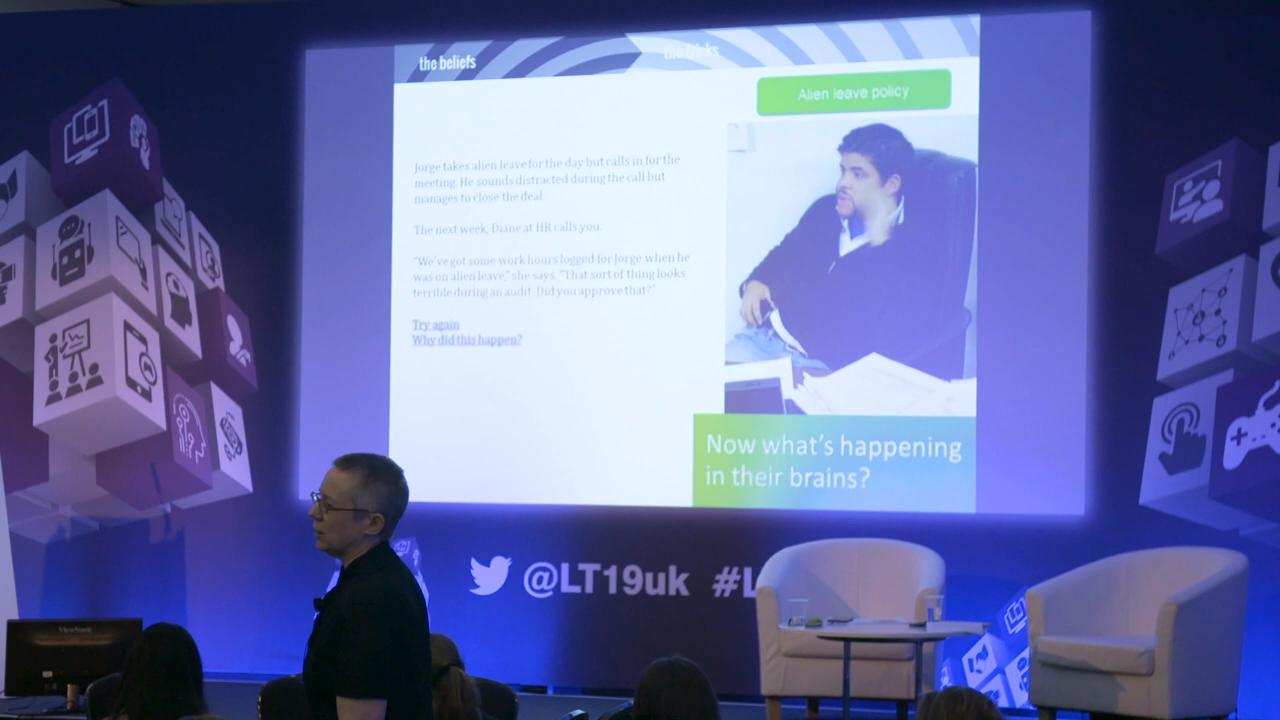 the beliefs
the tricks
Alien leave policy
Jorge takes alien leave for the day but calls in for the
meeting. He sounds distracted during the call but
manages to close the deal.
The next week, Diane at HR calls you.
“We’ve got some work hours logged for Jorge when he
was on alien leave,” she says. “That sort of thing looks
terrible during an audit. Did you approve that?”
Try again
Why did this happen?
Now what’s happening
in their brains?
@LT19uk #L
ViewSonic